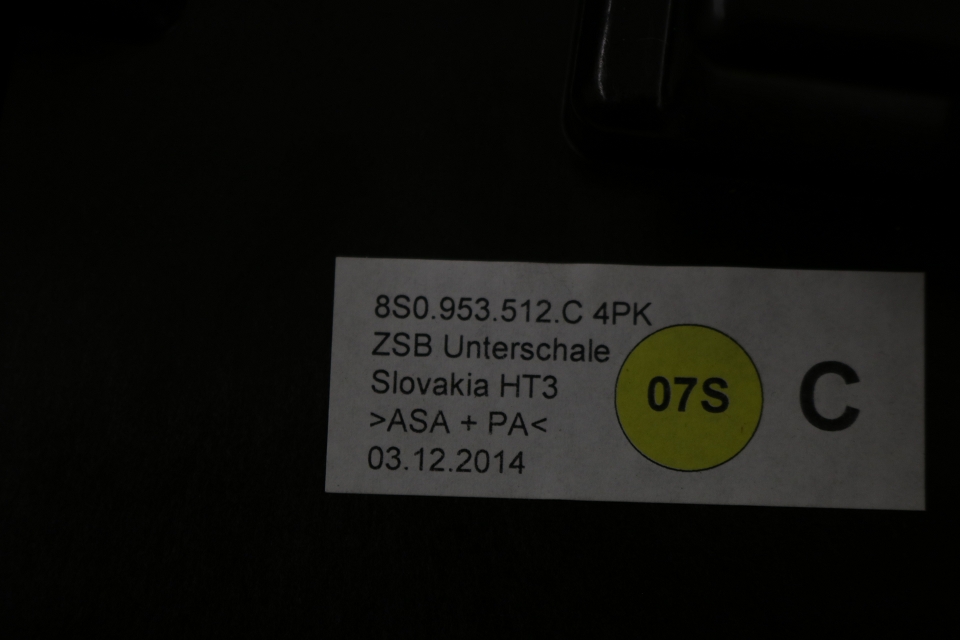 8S0.953.512.C 4PK
ZSB Unterschale
Slovakia HT3
>ASA + PA<
03.12.2014
07S
C